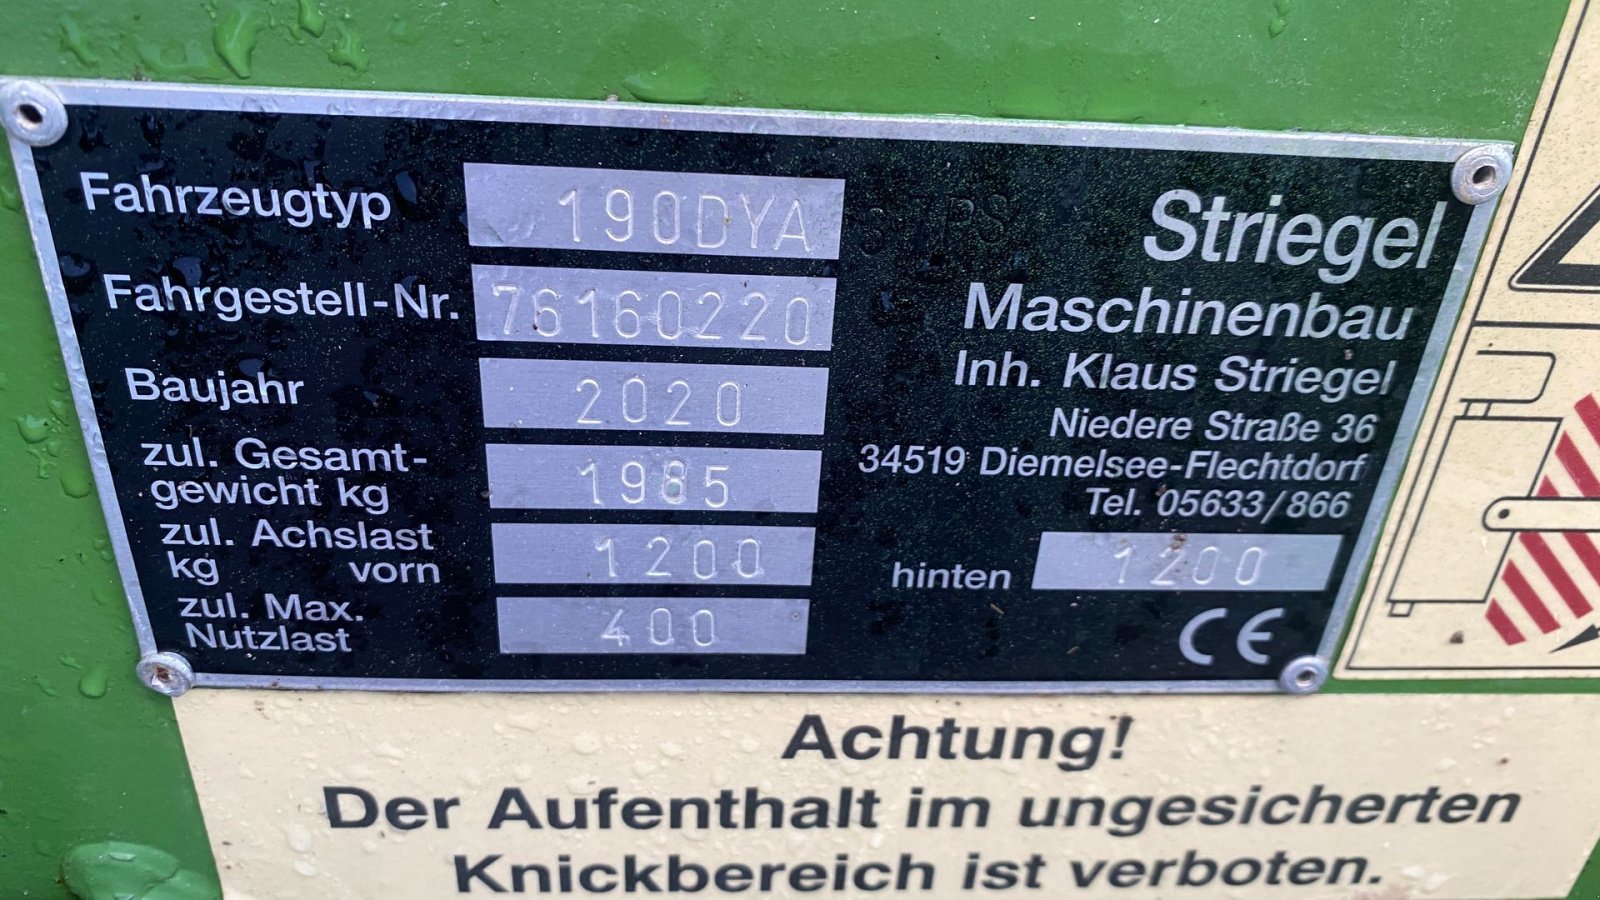 Fahrzeugtyp 190DYA
Fahrgestell-Nr. 76160220
Baujahr 2020
zul. Gesamt-
gewicht kg 1985
zul. Achslast
kg vorn 1200 hinten 1200
zul. Max.
Nutzlast 400
Striegel
Maschinenbau
Inh. Klaus Striegel
Niedere Straße 36
34519 Diemelsee-Flechtdorf
Tel. 05633/866
CE
Achtung!
Der Aufenthalt im ungesicherten
Knickbereich ist verboten.